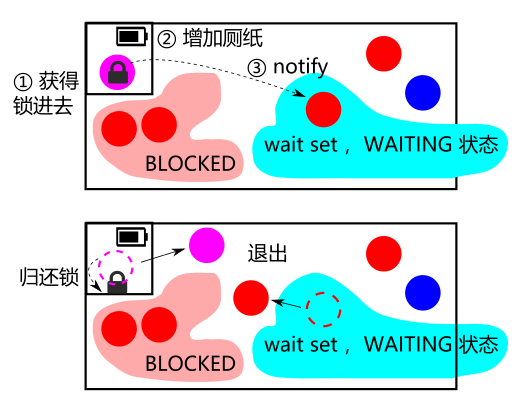 ② 增加厕纸
① 获得
锁进去
③ notify
wait set ，WAITING 状态
BLOCKED
归还锁
退出
wait set ，WAITING 状态
BLOCKED